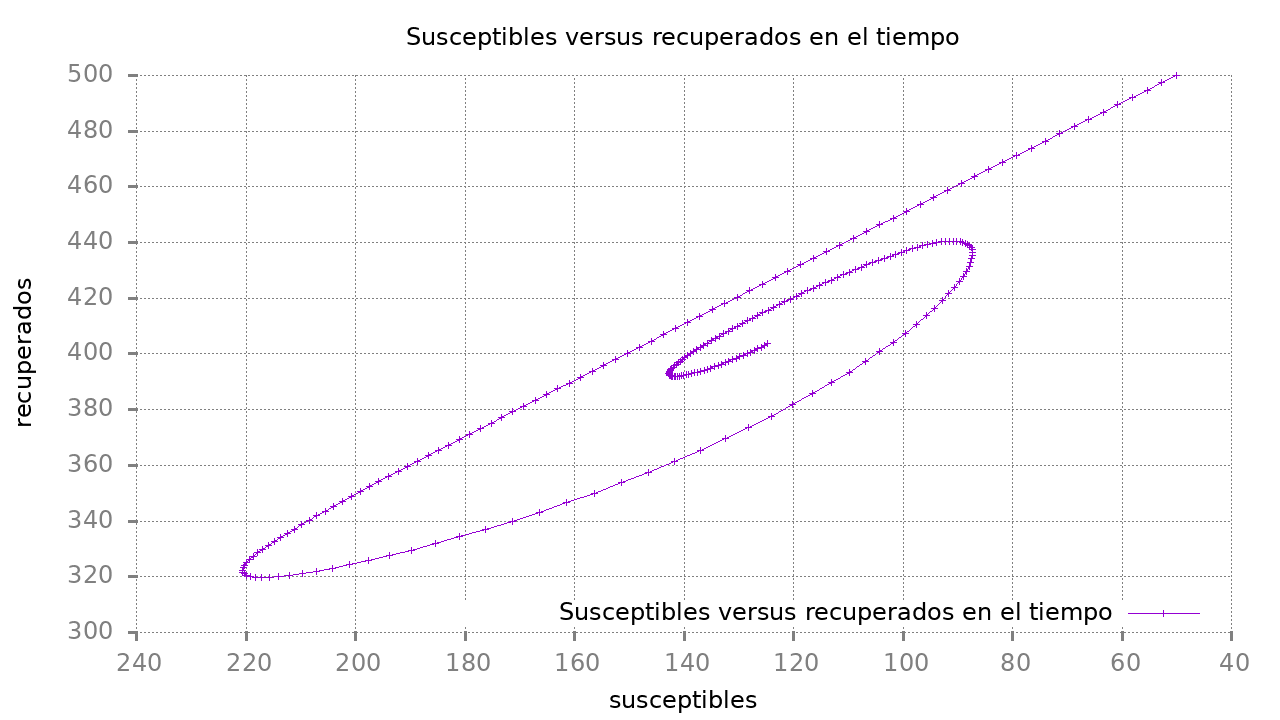 Susceptibles versus recuperados en el tiempo
500
480
460
440
420
400
380
360
340
320
300
recuperados
Susceptibles versus recuperados en el tiempo
240 220 200 180 160 140 120 100 80 60 40
susceptibles